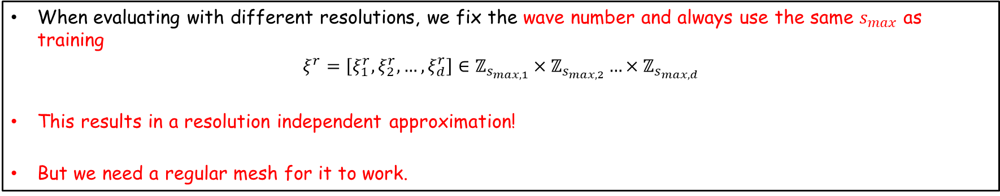 • When evaluating with different resolutions, we fix the wave number and always use the same $s_{max}$ as
training
$\xi^r = [\xi_1^r, \xi_2^r, \ldots, \xi_d^r] \in \mathbb{Z}_{s_{max,1}} \times \mathbb{Z}_{s_{max,2}} \ldots \times \mathbb{Z}_{s_{max,d}}$
• This results in a resolution independent approximation!
• But we need a regular mesh for it to work.